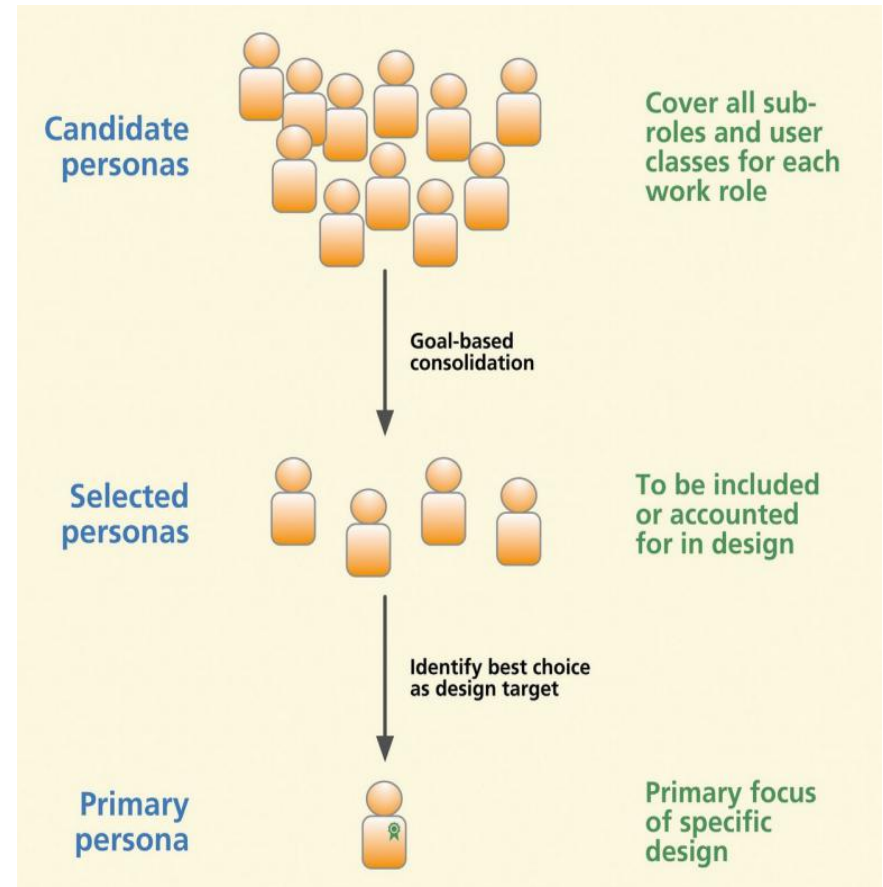 Candidate
personas
Cover all sub-
roles and user
classes for each
work role
Goal-based
consolidation
Selected
personas
To be included
or accounted
for in design
Identify best choice
as design target
Primary
persona
Primary focus
of specific
design